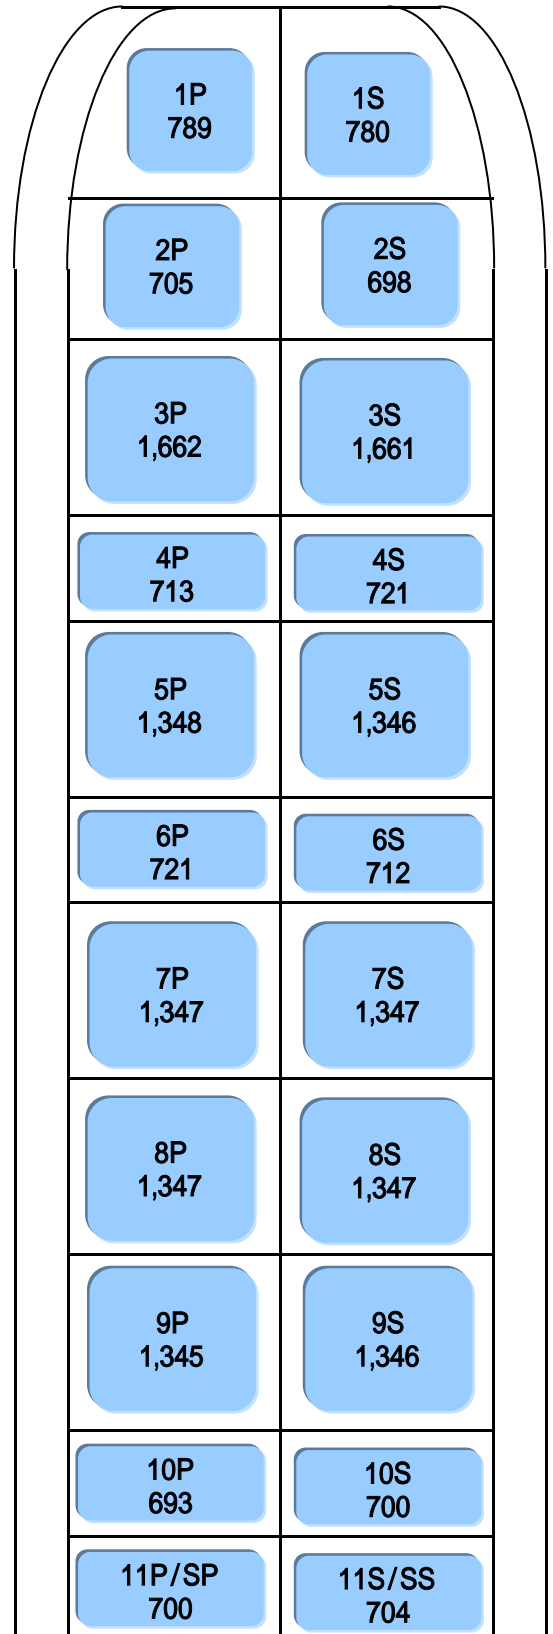 1P
789
1S
780
2P
705
2S
698
3P
1,662
3S
1,661
4P
713
4S
721
5P
1,348
5S
1,346
6P
721
6S
712
7P
1,347
7S
1,347
8P
1,347
8S
1,347
9P
1,345
9S
1,346
10P
693
10S
700
11P/SP
700
11S/SS
704